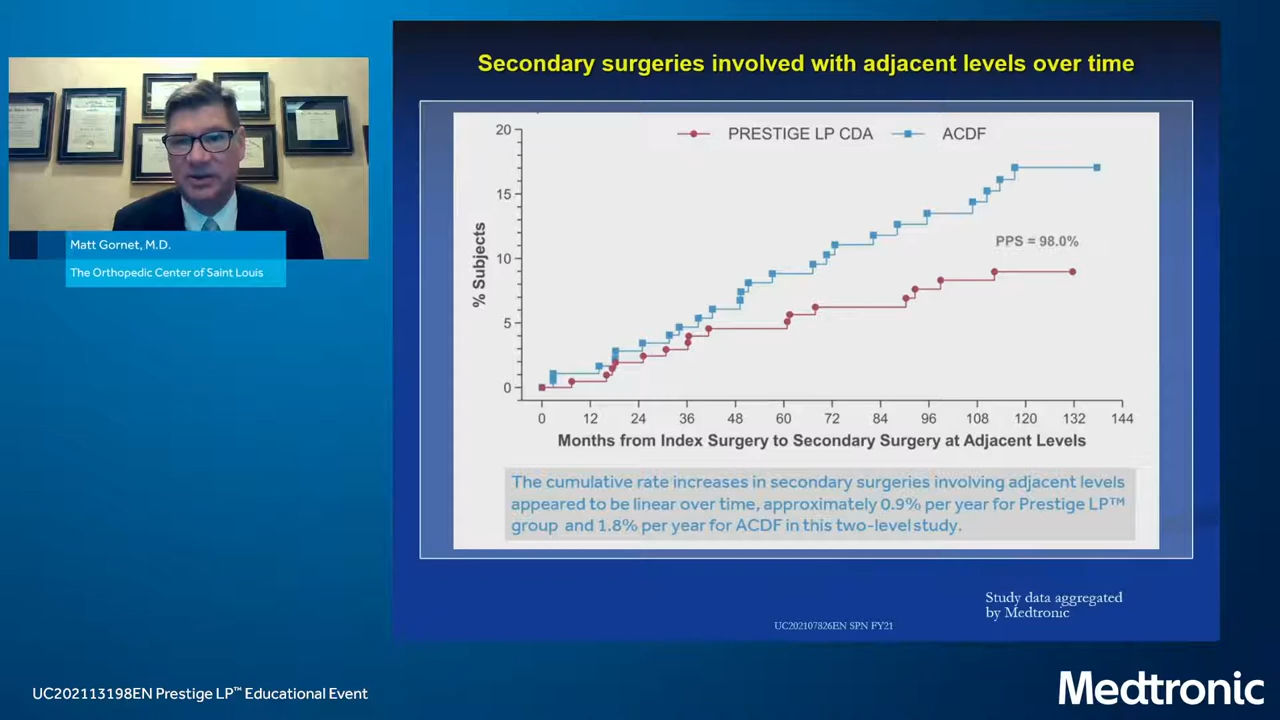 Secondary surgeries involved with adjacent levels over time
PRESTIGE LP CDA
ACDF
20
15
10
5
0
% Subjects
PPS = 98.0%
0 12 24 36 48 60 72 84 96 108 120 132 144
Months from Index Surgery to Secondary Surgery at Adjacent Levels
The cumulative rate increases in secondary surgeries involving adjacent levels
appeared to be linear over time, approximately 0.9% per year for Prestige LP™
group and 1.8% per year for ACDF in this two-level study.
Study data aggregated
by Medtronic
UC202107826EN SPN FY21
Matt Gornet, M.D.
The Orthopedic Center of Saint Louis
UC202113198EN Prestige LP™ Educational Event
Medtronic